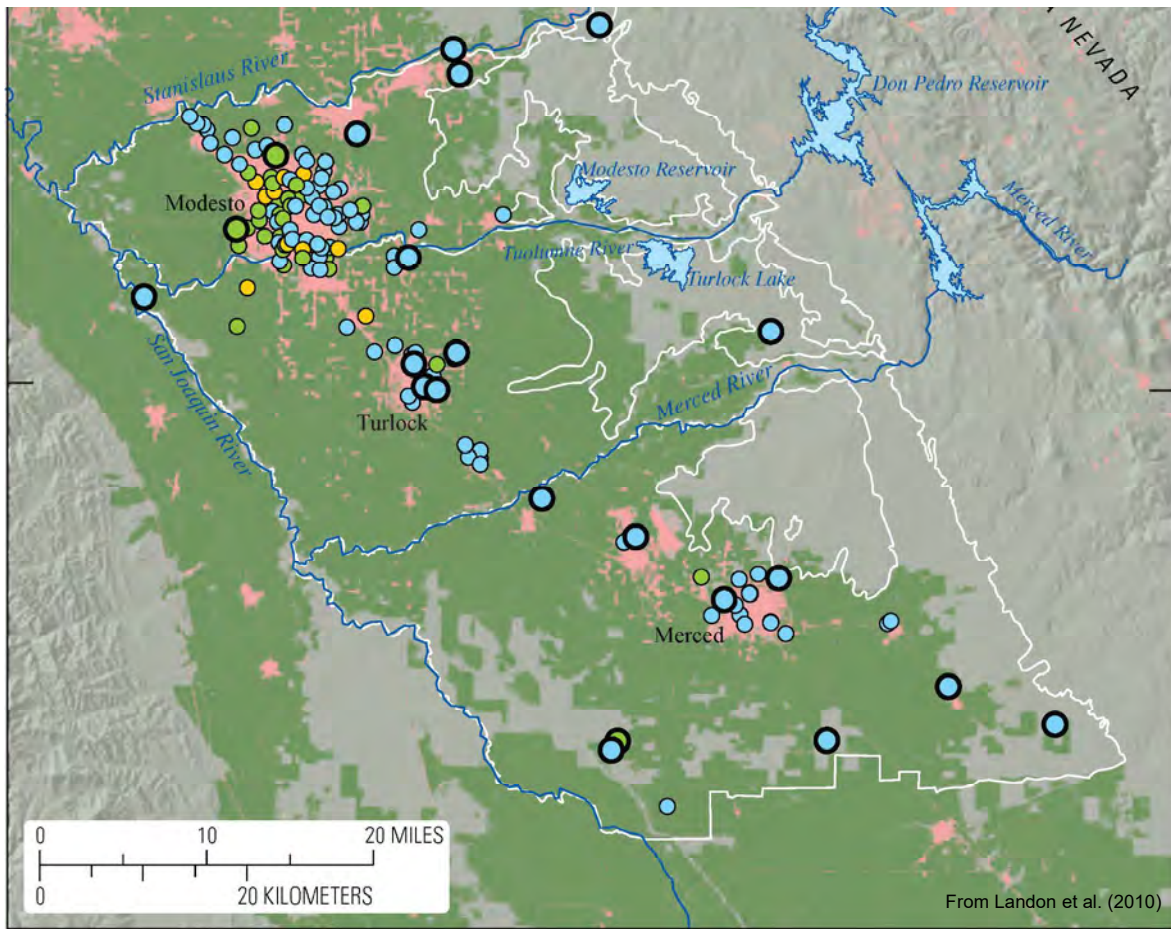 NEVADA
Stanislaus River
Don Pedro Reservoir
Modesto Reservoir
Modesto
Merced River
Tuolumne River
Turlock Lake
San Joaquin River
Merced River
Turlock
Merced
0 10 20 MILES
0 20 KILOMETERS
From Landon et al. (2010)